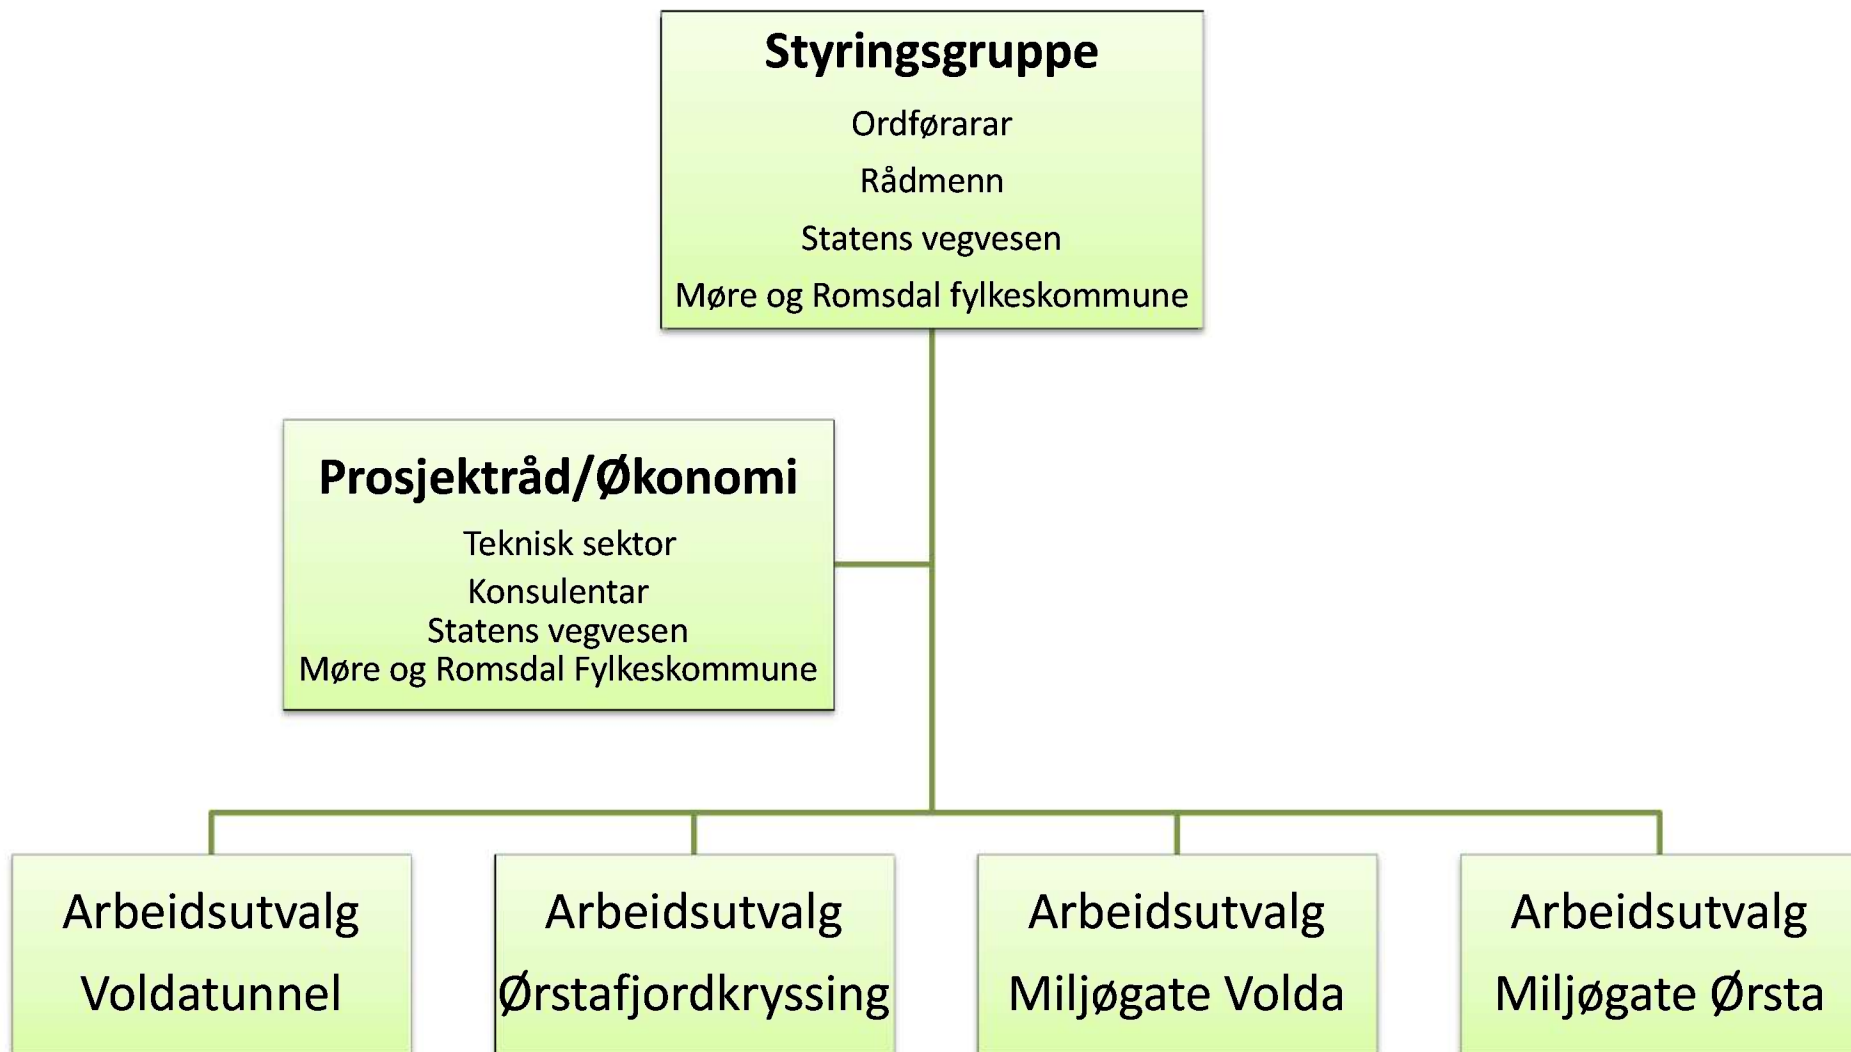 Styringsgruppe
Ordførarar
Rådmenn
Statens vegvesen
Møre og Romsdal fylkeskommune
Prosjektråd/Økonomi
Teknisk sektor
Konsulentar
Statens vegvesen
Møre og Romsdal Fylkeskommune
Arbeidsutvalg
Voldatunnel
Arbeidsutvalg
Ørstafjordkryssing
Arbeidsutvalg
Miljøgate Volda
Arbeidsutvalg
Miljøgate Ørsta